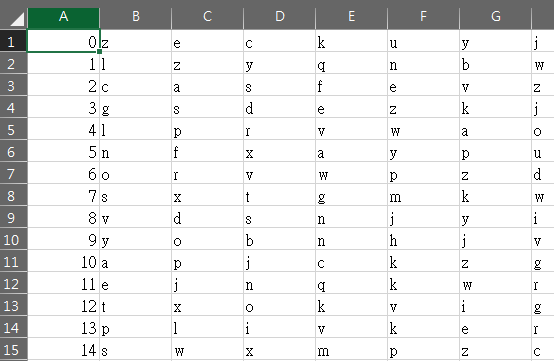 A B C D E F G
1 0 z e c k u y j
2 1 l z y q n b w
3 2 c a s f e v z
4 3 g s d e z k j
5 4 l p r v w a o
6 5 n f x a y p u
7 6 o r v w p z d
8 7 s x t g m k w
9 8 v d s n j y i
10 9 y o b n h j v
11 10 a p j c k z g
12 11 e j n q k w r
13 12 t x o k v i g
14 13 p l i v k e r
15 14 s w x m p z c